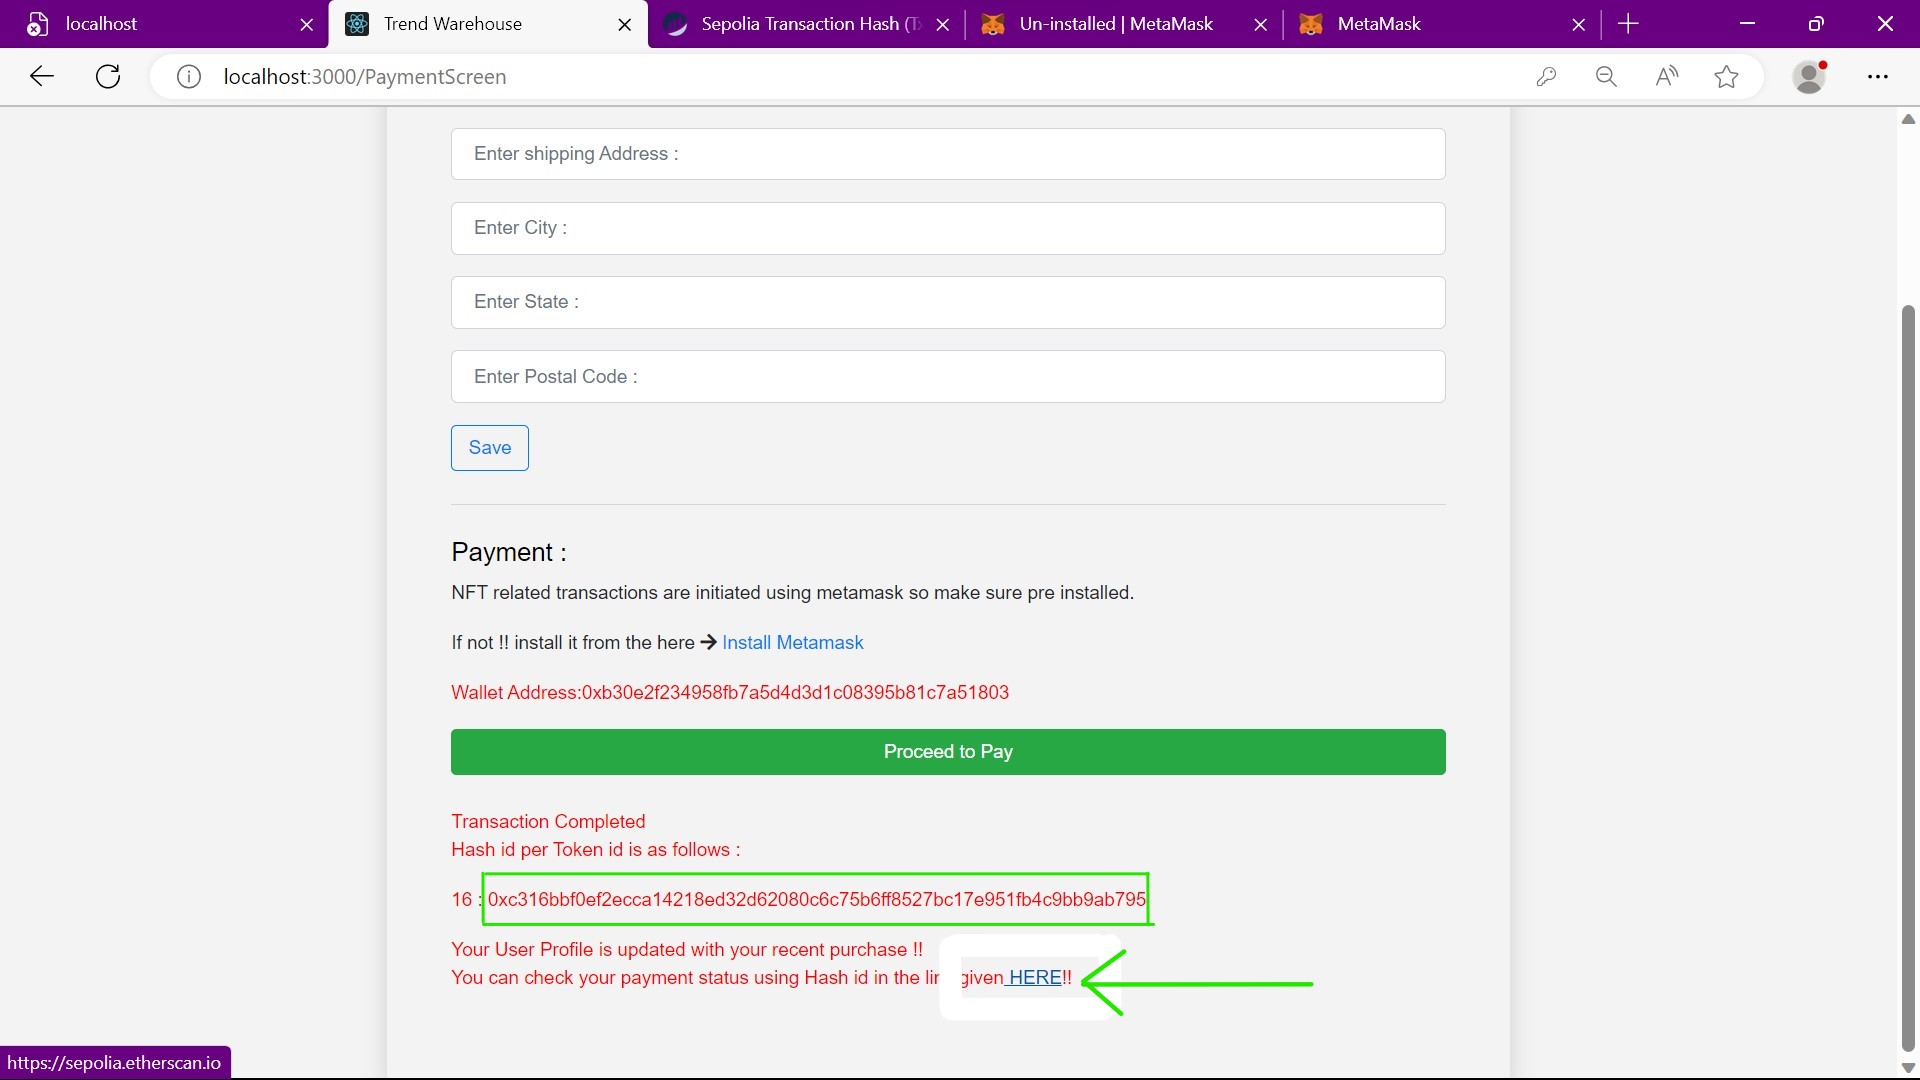 localhost
Trend Warehouse
Sepolia Transaction Hash (Tx
Un-installed | MetaMask
MetaMask
localhost:3000/PaymentScreen
Enter shipping Address :
Enter City :
Enter State :
Enter Postal Code :
Save
Payment :
NFT related transactions are initiated using metamask so make sure pre installed.
If not !! install it from the here → Install Metamask
Wallet Address:0xb30e2f234958fb7a5d4d3d1c08395b81c7a51803
Proceed to Pay
Transaction Completed
Hash id per Token id is as follows :
16 : 0xc316bbf0ef2ecca14218ed32d62080c6c75b6ff8527bc17e951fb4c9bb9ab795
Your User Profile is updated with your recent purchase !!
You can check your payment status using Hash id in the given HERE!!
https://sepolia.etherscan.io